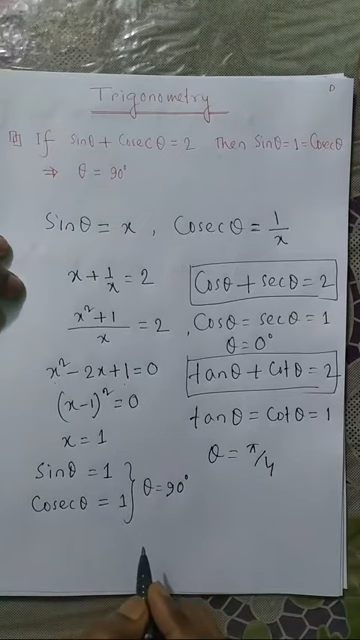 Trigonometry
If Sinθ + Cosecθ = 2 Then Sinθ = 1 = Cosecθ
⇒ θ = 90°
Sinθ = x , Cosecθ = 1/x
x + 1/x = 2
(x² + 1)/x = 2
x² - 2x + 1 = 0
(x-1)² = 0
x = 1
Sinθ = 1
Cosecθ = 1 } θ = 90°
Cosθ + secθ = 2
Cosθ = secθ = 1
θ = 0°
tanθ + Cotθ = 2
tanθ = Cotθ = 1
θ = π/4